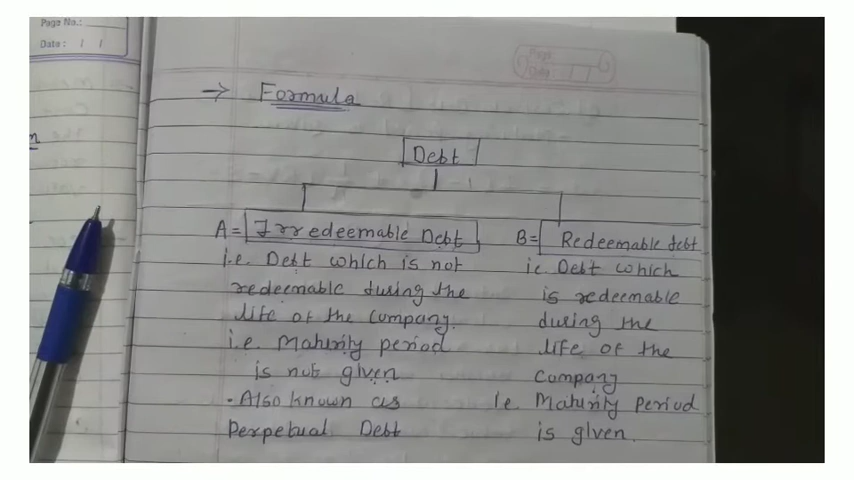 Page No.:
Date: / /
→ Formula
Debt
A= Irredeemable Debt
i.e. Debt which is not
redeemable during the
life of the company.
i.e. Maturity period
is not given
- Also known as
Perpetual Debt
B= Redeemable debt
ie. Debt which
is redeemable
during the
life of the
Company
ie. Maturity Period
is given.